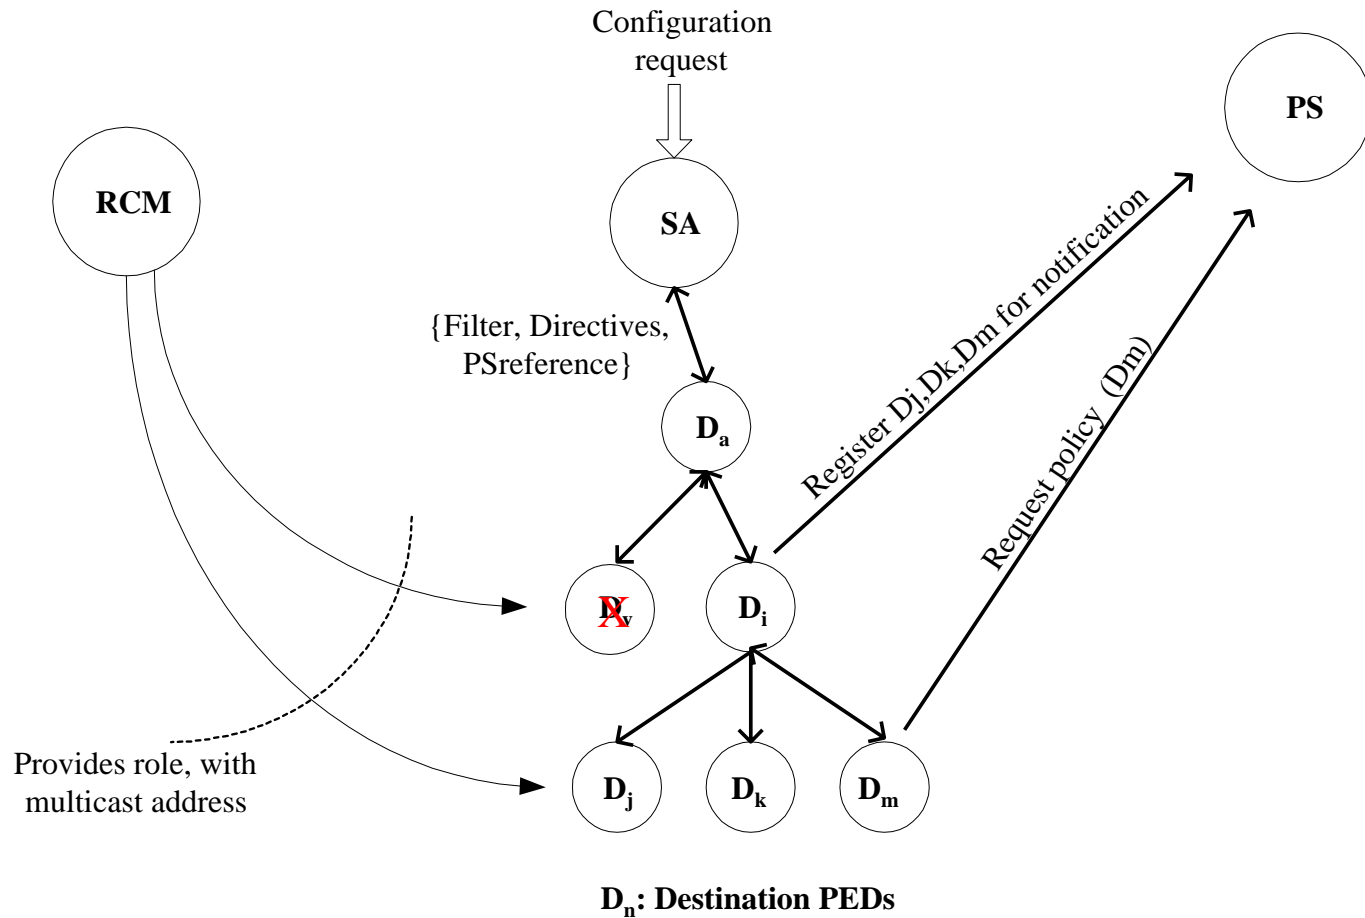 Configuration
request
PS
RCM
SA
{Filter, Directives,
PSreference}
Register Dj,Dk,Dm for notification
Request policy (Dm)
Da
Dv
X
Di
Provides role, with
multicast address
Dj
Dk
Dm
Dn: Destination PEDs